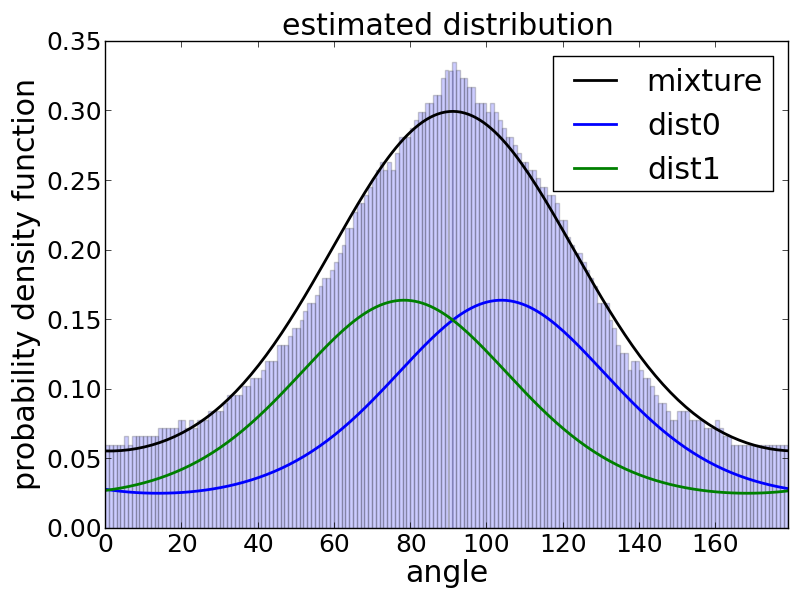 estimated distribution
0.35
0.30
0.25
0.20
0.15
0.10
0.05
0.00
probability density function
mixture
dist0
dist1
0 20 40 60 80 100 120 140 160
angle